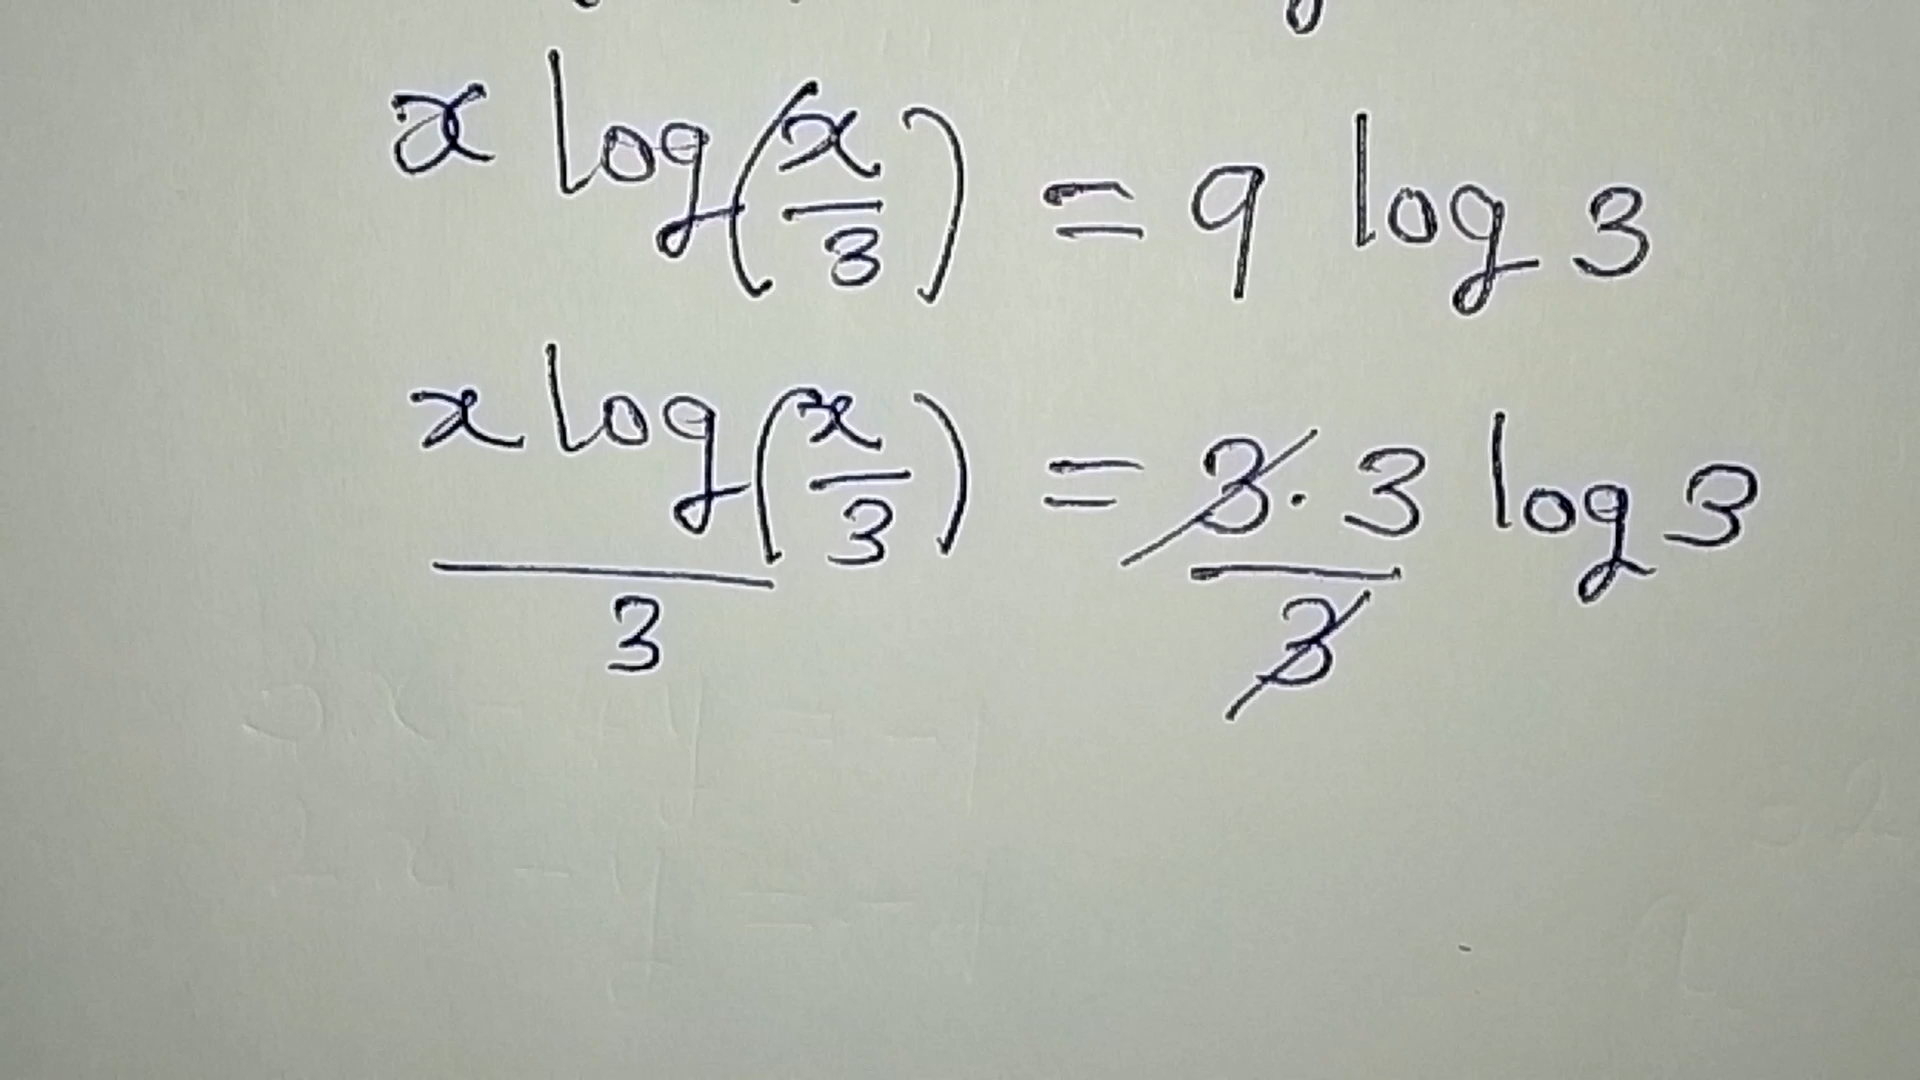 x log(x/3) = 9 log 3
x log(x/3)/3 = 3·3/3 log 3